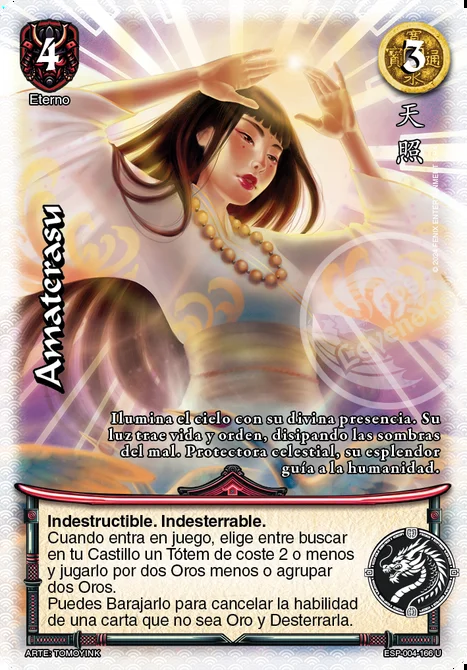 4
3
Eterno
天
照
Amaterasu
© 2024 FENIX ENTERTAINMENT
Ilumina el cielo con su divina presencia. Su
luz trae vida y orden, disipando las sombras
del mal. Protectora celestial, su esplendor
guía a la humanidad.
Indestructible. Indesterrable.
Cuando entra en juego, elige entre buscar
en tu Castillo un Tótem de coste 2 o menos
y jugarlo por dos Oros menos o agrupar
dos Oros.
Puedes Barajarlo para cancelar la habilidad
de una carta que no sea Oro y Desterrarla.
ARTE: TOMOYINK
ESP-004-166 U